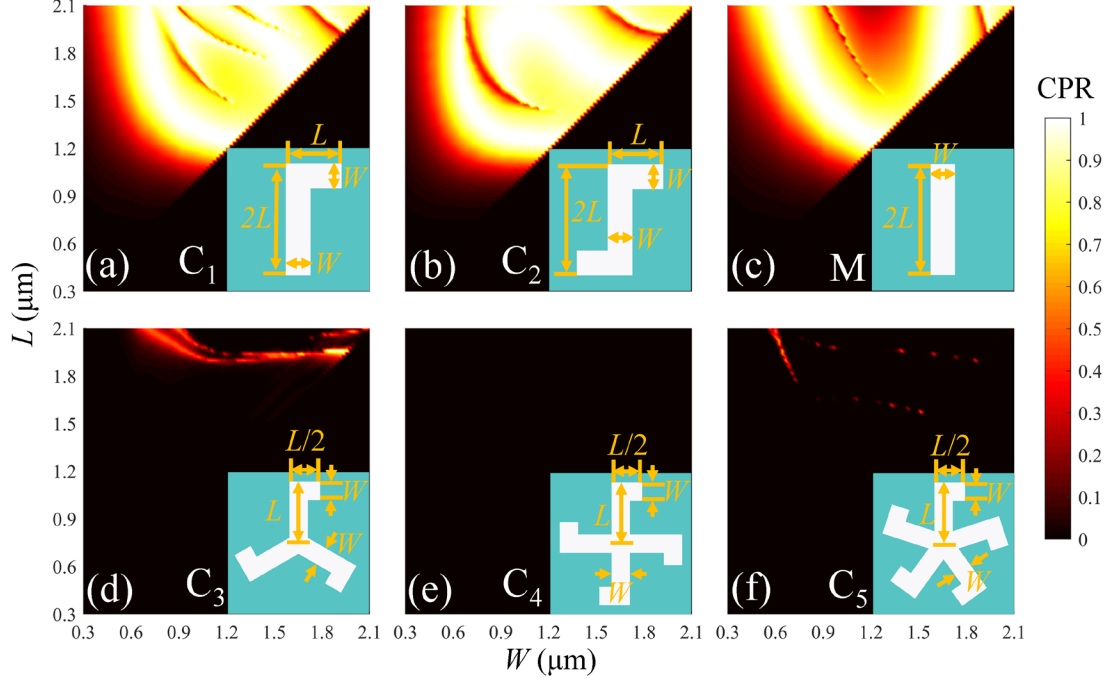 2.1
1.8
1.5
1.2
0.9
0.6
0.3
L
2L
W
W
(a)
C₁
L
2L
W
W
(b)
C₂
W
2L
(c)
M
CPR
1
0.9
0.8
0.7
0.6
0.5
0.4
0.3
0.2
0.1
0
L (μm)
2.1
1.8
1.5
1.2
0.9
0.6
0.3
L/2
W
L
W
(d)
C₃
L/2
W
L
W
(e)
C₄
L/2
W
L
W
(f)
C₅
0.3 0.6 0.9 1.2 1.5 1.8 2.1
0.3 0.6 0.9 1.2 1.5 1.8 2.1
0.3 0.6 0.9 1.2 1.5 1.8 2.1
W (μm)